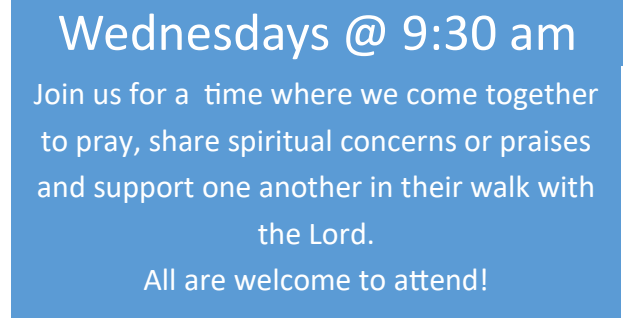 Wednesdays @ 9:30 am
Join us for a  time where we come together
to pray, share spiritual concerns or praises
and support one another in their walk with
the Lord.
All are welcome to attend!